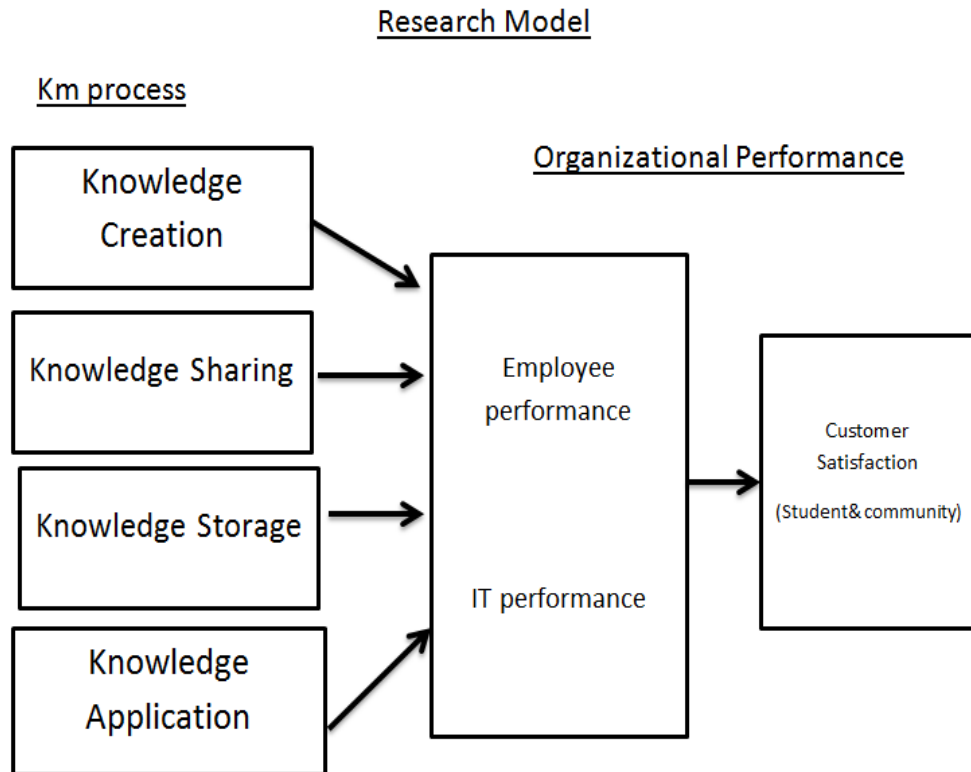 Research Model
Km process
Organizational Performance
Knowledge
Creation
Knowledge Sharing
Knowledge Storage
Knowledge
Application
Employee
performance
IT performance
Customer
Satisfaction
(Student&community)